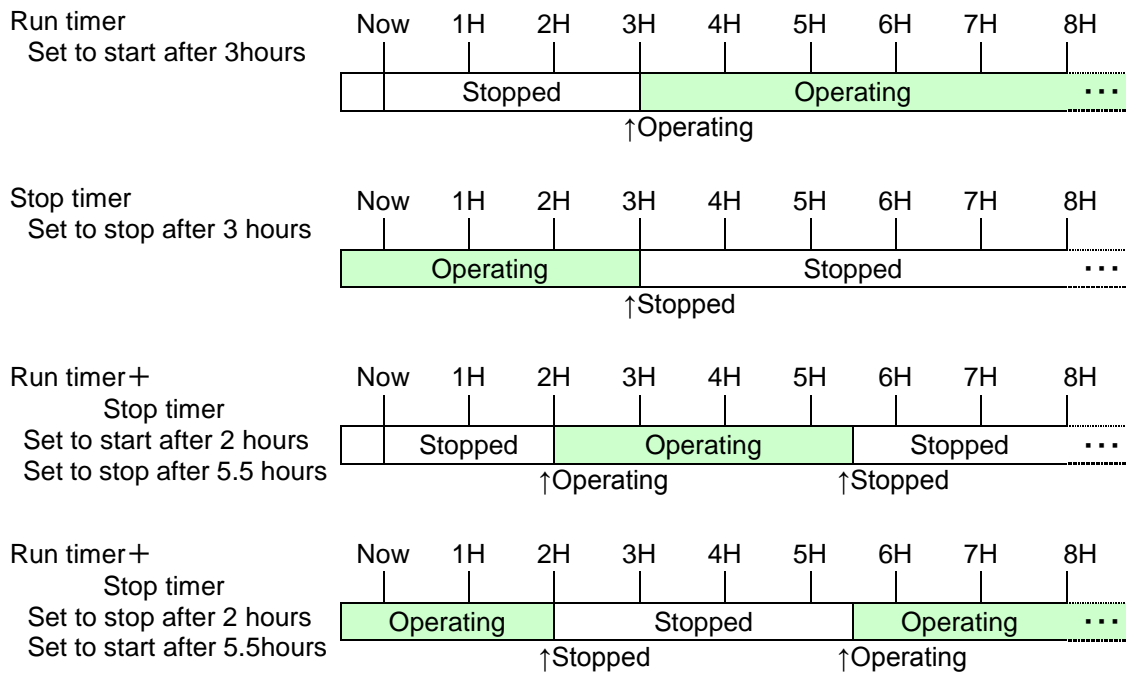 Run timer
Set to start after 3hours
Now 1H 2H 3H 4H 5H 6H 7H 8H
Stopped Operating ･･･
↑Operating
Stop timer
Set to stop after 3 hours
Now 1H 2H 3H 4H 5H 6H 7H 8H
Operating Stopped ･･･
↑Stopped
Run timer＋
Stop timer
Set to start after 2 hours
Set to stop after 5.5 hours
Now 1H 2H 3H 4H 5H 6H 7H 8H
Stopped Operating Stopped ･･･
↑Operating ↑Stopped
Run timer＋
Stop timer
Set to stop after 2 hours
Set to start after 5.5hours
Now 1H 2H 3H 4H 5H 6H 7H 8H
Operating Stopped Operating ･･･
↑Stopped ↑Operating